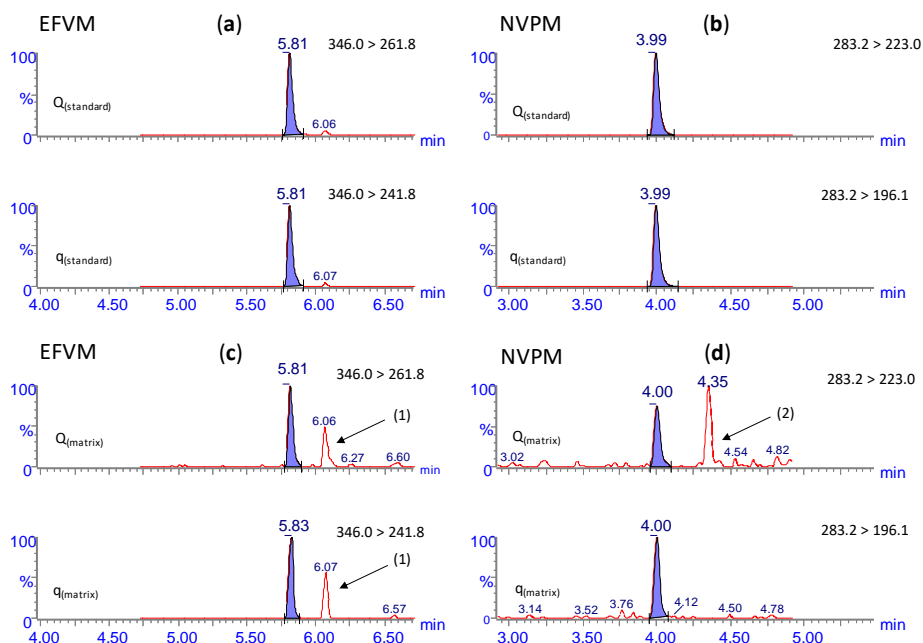 EFVM (a) 346.0 > 261.8
5.81
100
%
Q(standard)
6.06
0
min
346.0 > 241.8
5.81
100
%
q(standard)
6.07
0
4.00 4.50 5.00 5.50 6.00 6.50 min
NVPM (b) 283.2 > 223.0
3.99
100
%
Q(standard)
0
min
283.2 > 196.1
3.99
100
%
q(standard)
0
3.00 4.00 4.50 5.00 min
EFVM (c) 346.0 > 261.8
5.81
100
%
Q(matrix)
6.06 (1)
6.27 6.60
0
min
346.0 > 241.8
5.83
100
%
q(matrix)
6.07 (1)
6.57
0
4.00 4.50 5.00 5.50 6.00 6.50 min
NVPM (d) 283.2 > 223.0
4.00 4.35
100
%
Q(matrix)
(2)
3.02 4.54 4.82
0
min
283.2 > 196.1
4.00
100
%
q(matrix)
3.14 3.52 3.76 4.12 4.50 4.78
0
3.00 4.00 4.50 5.00 min